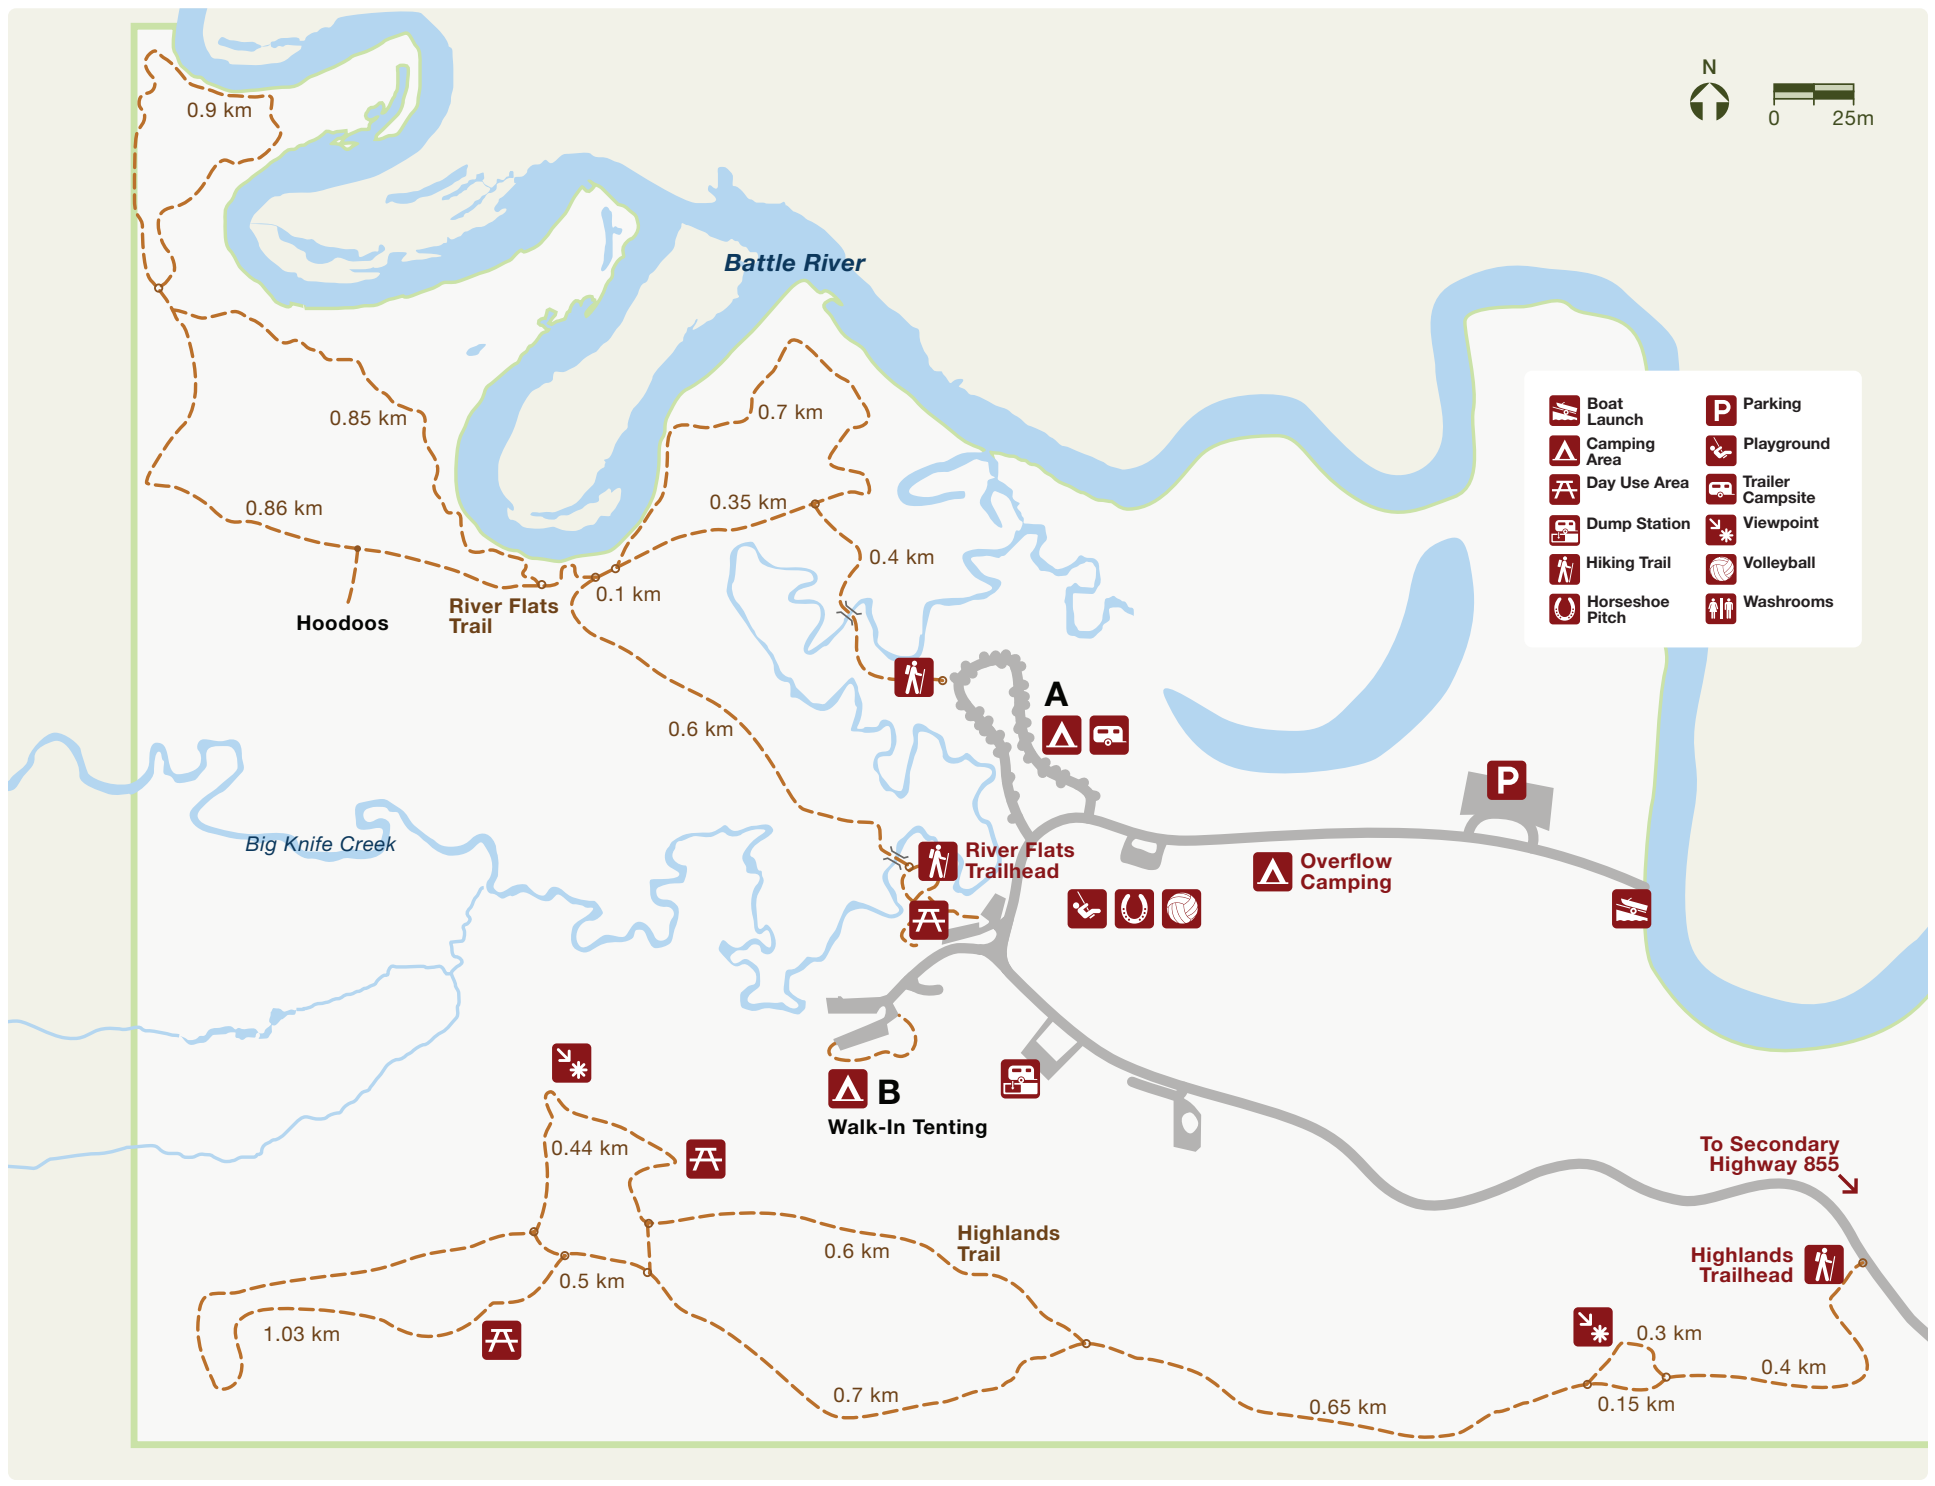 N
0 25m
0.9 km
Battle River
Boat
Launch
Parking
Camping
Area
Playground
Day Use Area
Trailer
Campsite
Dump Station
Viewpoint
Hiking Trail
Volleyball
Horseshoe
Pitch
Washrooms
P
0.85 km
0.7 km
0.86 km
0.35 km
0.4 km
0.1 km
River Flats
Trail
Hoodoos
0.6 km
A
P
Big Knife Creek
River Flats
Trailhead
Overflow
Camping
B
Walk-In Tenting
0.44 km
To Secondary
Highway 855
Highlands
Trail
0.6 km
Highlands
Trailhead
0.5 km
1.03 km
0.3 km
0.4 km
0.7 km
0.65 km
0.15 km